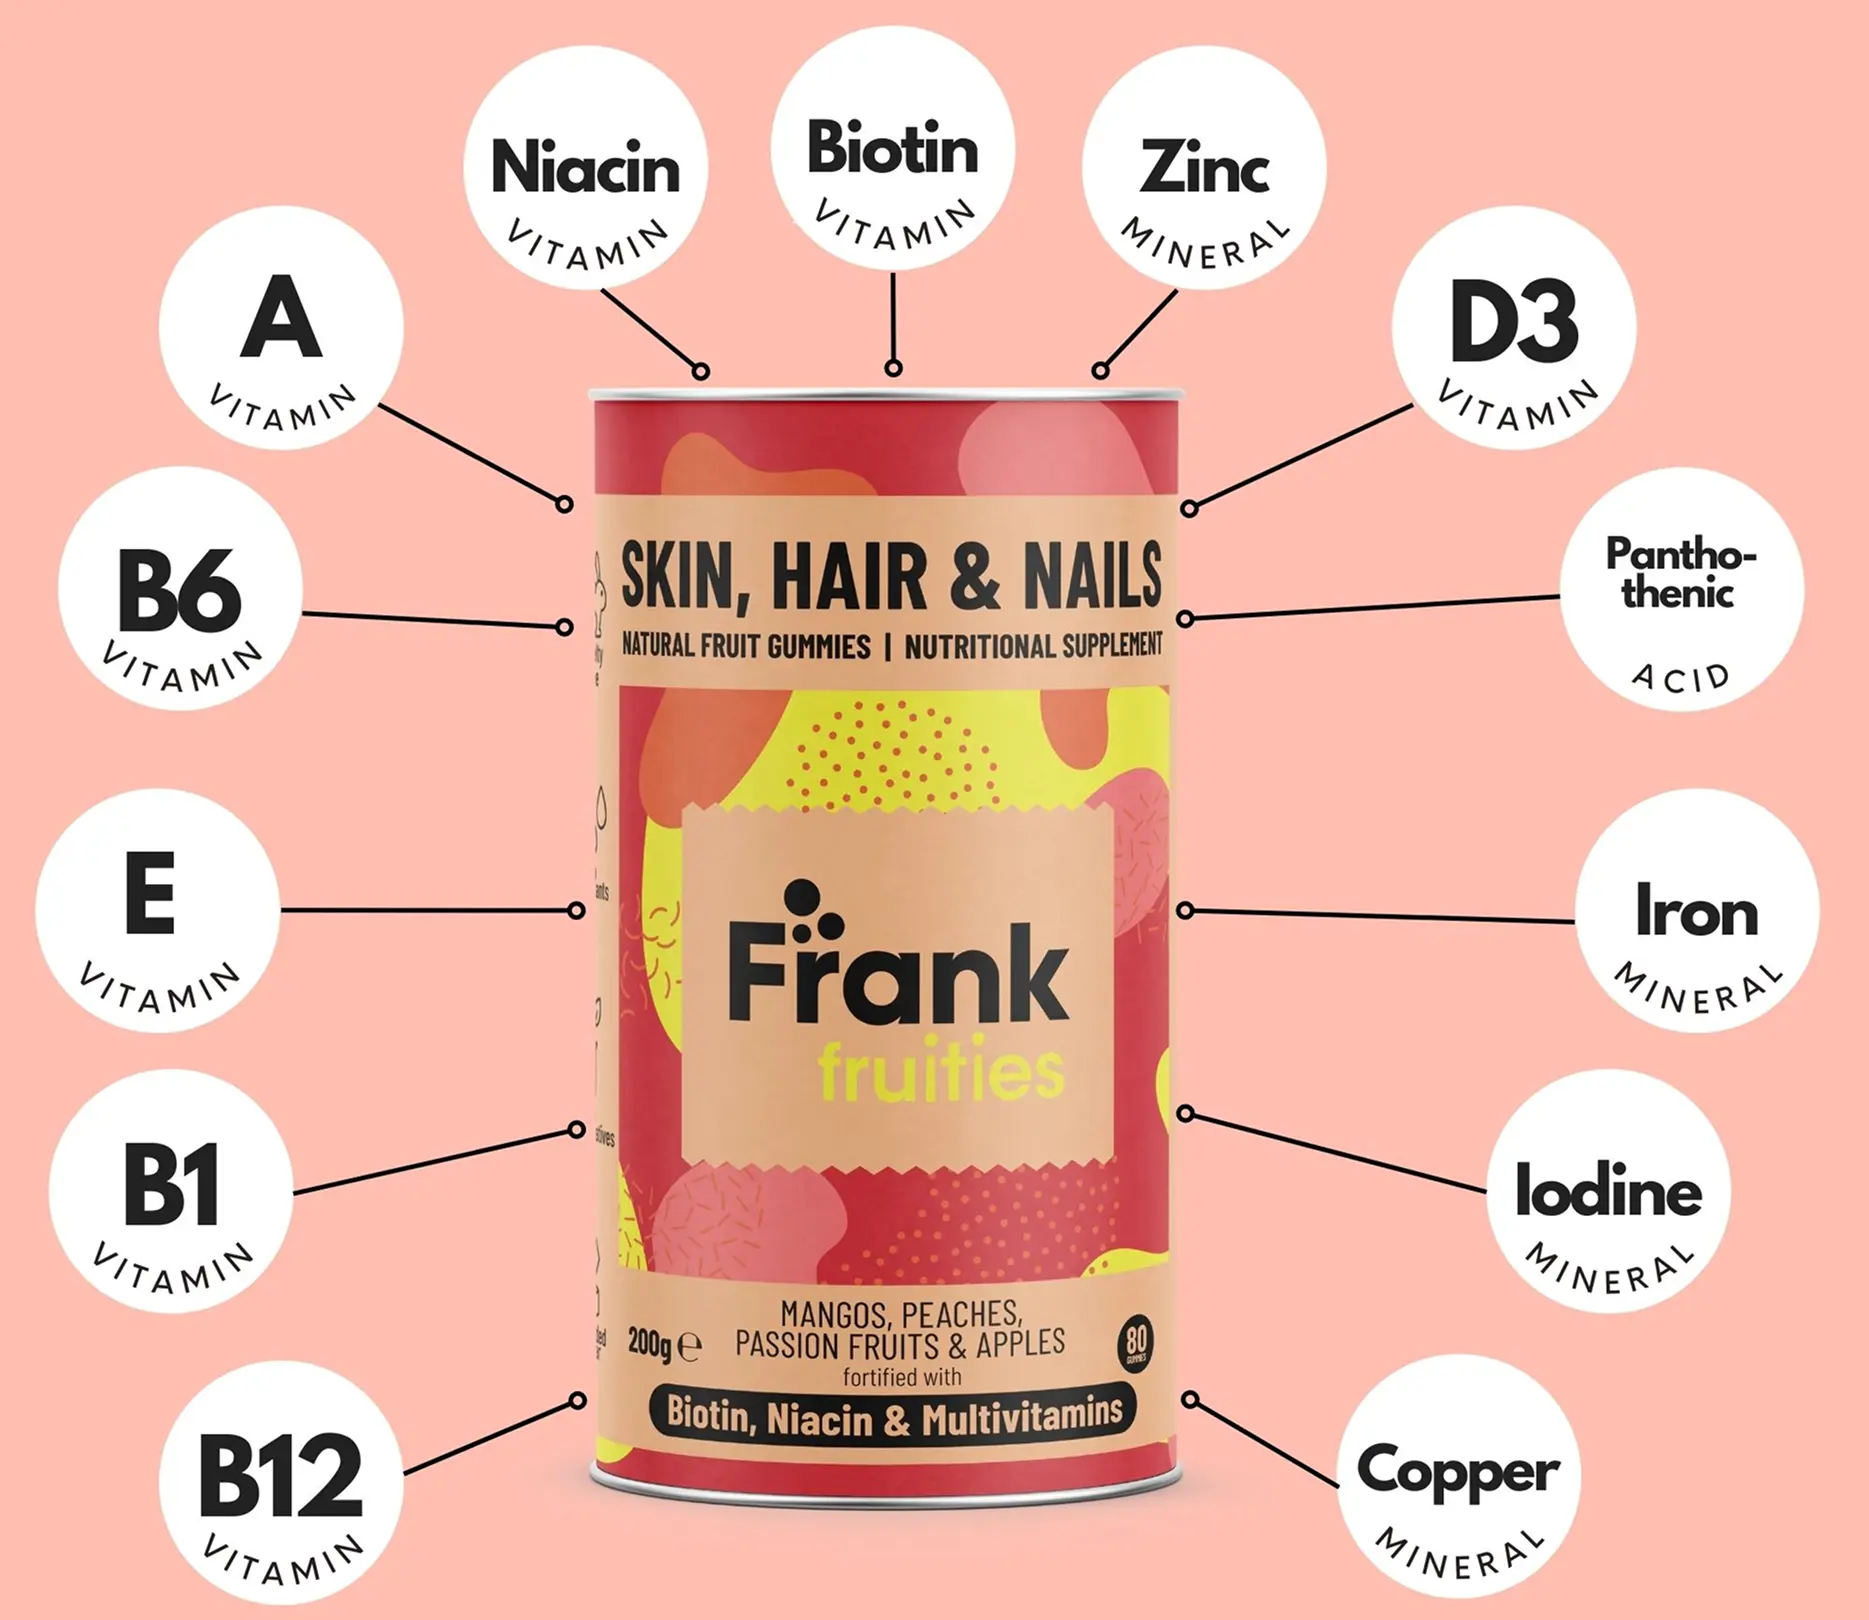 Niacin
VITAMIN
Biotin
VITAMIN
Zinc
MINERAL
A
VITAMIN
D3
VITAMIN
B6
VITAMIN
Pantho-
thenic
ACID
E
VITAMIN
Iron
MINERAL
B1
VITAMIN
Iodine
MINERAL
B12
VITAMIN
Copper
MINERAL
SKIN, HAIR & NAILS
NATURAL FRUIT GUMMIES | NUTRITIONAL SUPPLEMENT
Frank
fruities
MANGOS, PEACHES,
PASSION FRUITS & APPLES
200g ℮
80
GUMMIES
fortified with
Biotin, Niacin & Multivitamins